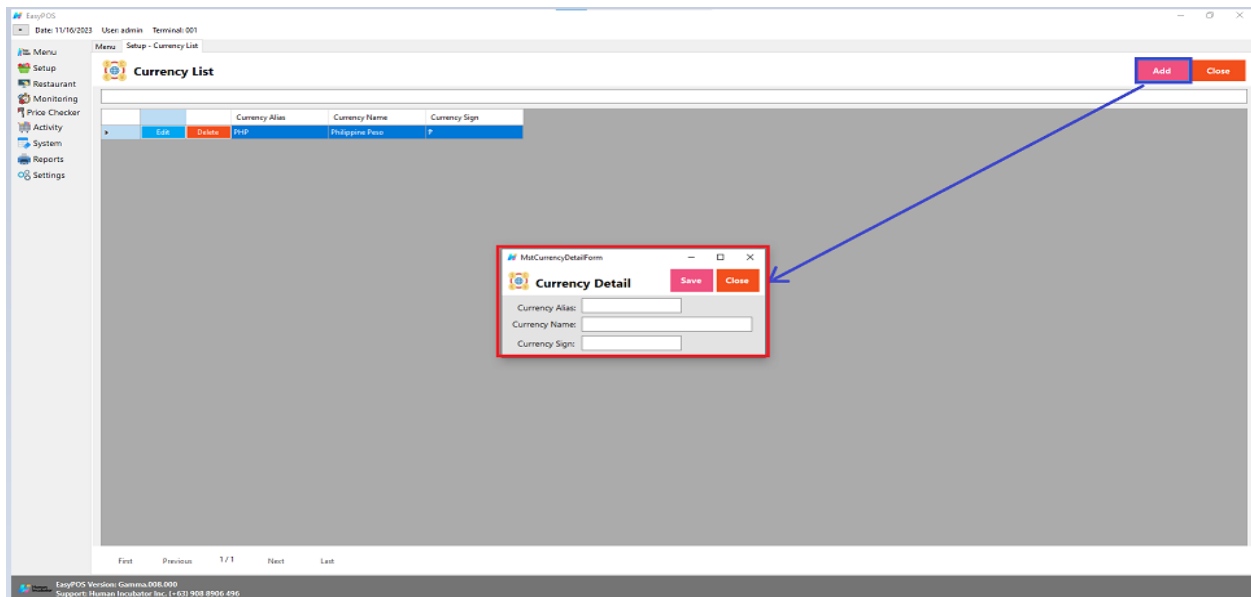 EasyPOS
Date: 11/16/2023 User: admin Terminal: 001
Menu
Setup
Restaurant
Monitoring
Price Checker
Activity
System
Reports
Settings
Menu Setup - Currency List
Currency List
Add Close
Currency Alias Currency Name Currency Sign
Edit Delete PHP Philippine Peso ₱
MstCurrencyDetailForm
Currency Detail
Save Close
Currency Alias:
Currency Name:
Currency Sign:
First Previous 1 / 1 Next Last
Human Incubator
EasyPOS Version: Gamma.008.000
Support: Human Incubator Inc. (+63) 908 8906 496